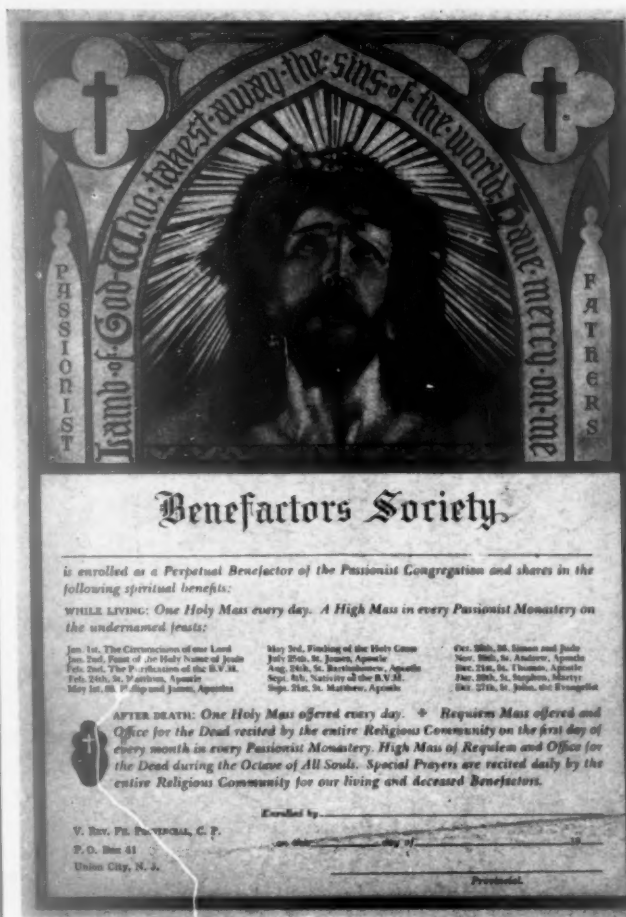 Lamb of God Who takest away the sins of the world, have mercy on me
PASSIONIST
FATHERS
Benefactors Society
is enrolled as a Perpetual Benefactor of the Passionist Congregation and shares in the
following spiritual benefits:
WHILE LIVING: One Holy Mass every day. A High Mass in every Passionist Monastery on
the undernamed feasts:
Jan. 1st, The Circumcision of our Lord
Jan. 2nd, Feast of the Holy Name of Jesus
Feb. 2nd, The Purification of the B.V.M.
Feb. 24th, St. Matthias, Apostle
May 1st, SS. Philip and James, Apostles
May 3rd, Finding of the Holy Cross
July 25th, St. James, Apostle
Aug. 24th, St. Bartholomew, Apostle
Sept. 8th, Nativity of the B.V.M.
Sept. 21st, St. Matthew, Apostle
Oct. 28th, SS. Simon and Jude
Nov. 30th, St. Andrew, Apostle
Dec. 21st, St. Thomas, Apostle
Dec. 26th, St. Stephen, Martyr
Dec. 27th, St. John, the Evangelist
AFTER DEATH: One Holy Mass offered every day. ✠ Requiem Mass offered and
Office for the Dead recited by the entire Religious Community on the first day of
every month in every Passionist Monastery. High Mass of Requiem and Office for
the Dead during the Octave of All Souls. Special Prayers are recited daily by the
entire Religious Community for our living and deceased Benefactors.
Enrolled by
V. REV. FR. PROVINCIAL, C. P.
P.O. Box 41
Union City, N. J.
on this day of 19
Provincial.